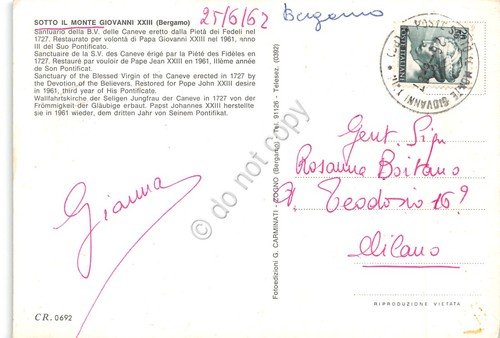 SOTTO IL MONTE GIOVANNI XXIII (Bergamo)
25/6/62
Bergamo
Santuario della B.V. delle Caneve eretto dalla Pietà dei Fedeli nel
1727. Restaurato per volontà di Papa Giovanni XXIII nel 1961, anno
III del Suo Pontificato.
Sanctuaire de la S.V. des Caneve érigé par la Piété des Fidéles en
1727. Restauré par vouloir de Pape Jean XXIII en 1961, IIIème année
de Sin Pontificat.
Sanctuary of the Blessed Virgin of the Caneve erected in 1727 by
the Devotion of the Believers. Restored for Pope John XXIII desire
in 1961, third year of His Pontificate.
Wallfahrtskirche der Seligen Jungfrau der Caneve in 1727 von der
Frömmigkeit der Gläubige erbaut. Papst Johannes XXIII herstellte
sie in 1961 wieder, dem dem dritten Jahr von Seinem Pontifikat.
Gianna
CR. 0692
Fotoedizioni G. CARMINATI - ZOGNO (Bergamo) - Tel. 91126 - Telesez. (0392)
GIOVANNI
Gent. Sig.
Rosanna Boitano
V. Teodosio 16
Milano
RIPRODUZIONE VIETATA
do not copy